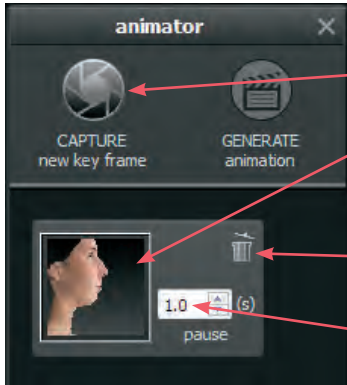 animator
CAPTURE
new key frame
GENERATE
animation
1.0 (s)
pause